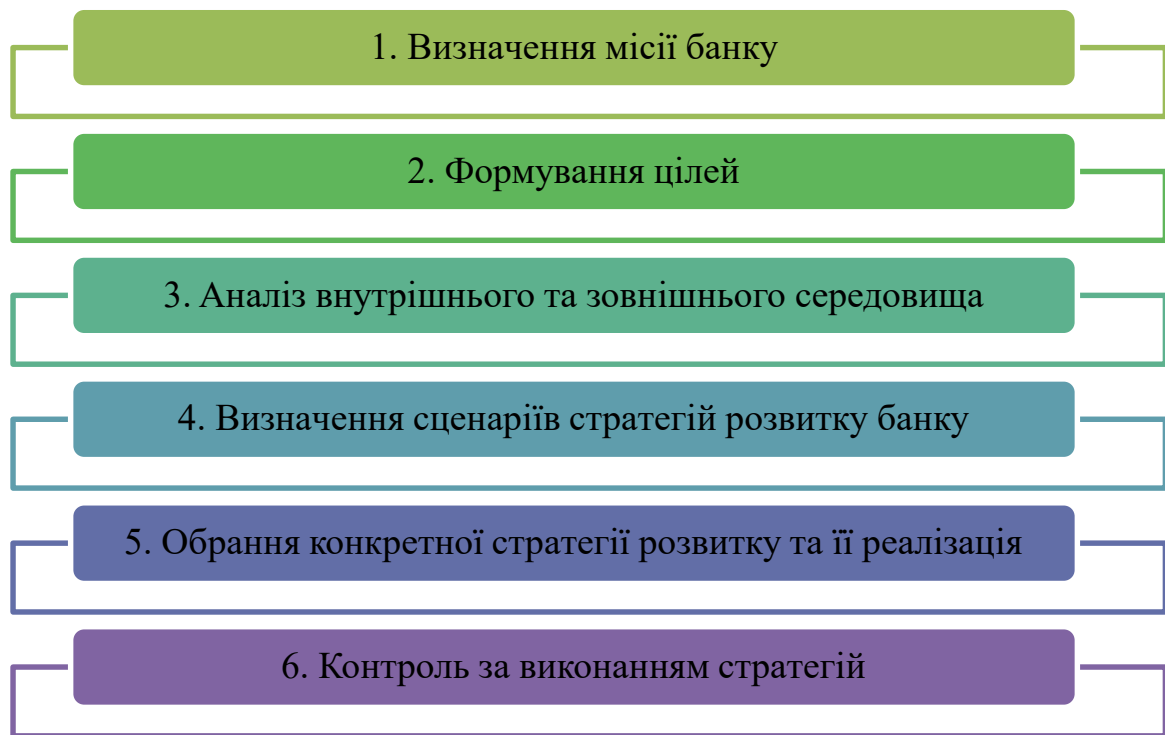 1. Визначення місії банку
2. Формування цілей
3. Аналіз внутрішнього та зовнішнього середовища
4. Визначення сценаріїв стратегій розвитку банку
5. Обрання конкретної стратегії розвитку та її реалізація
6. Контроль за виконанням стратегій